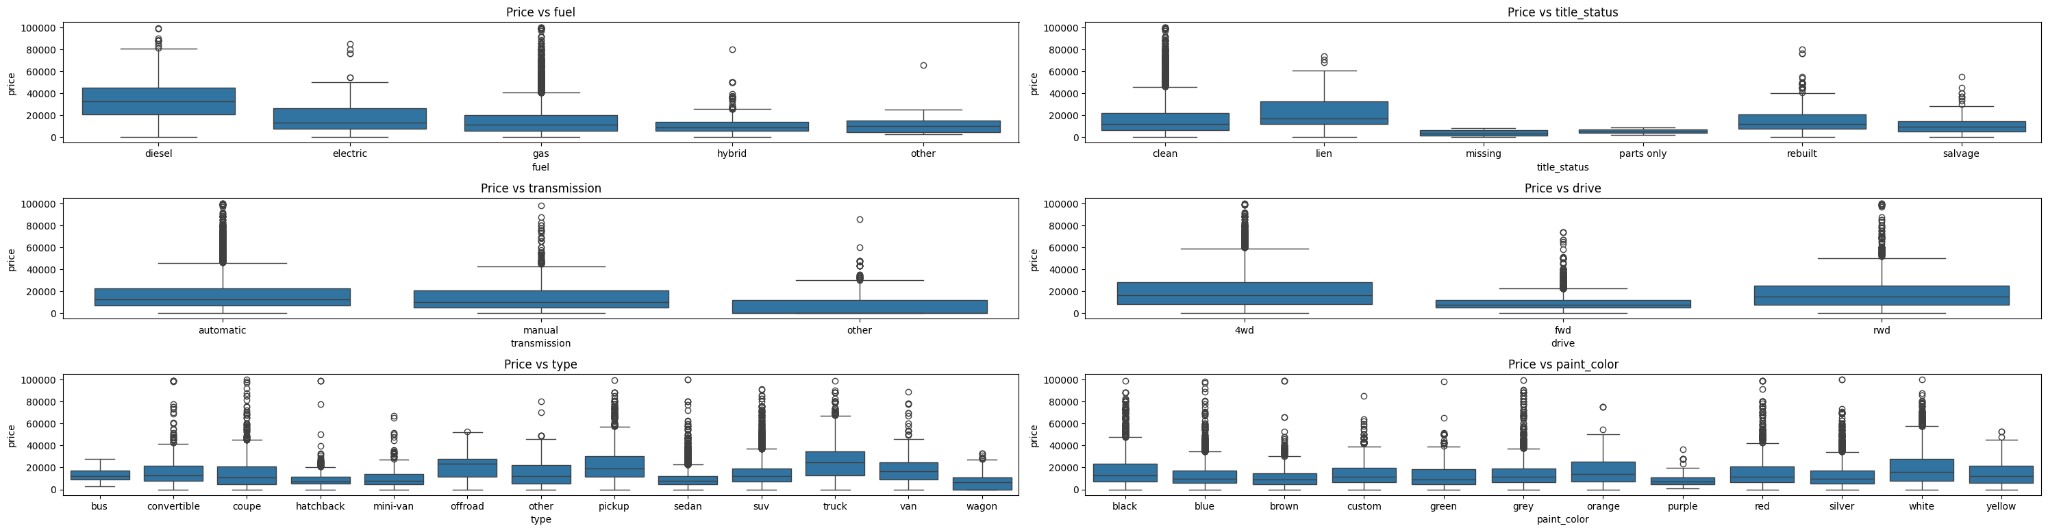 Price vs fuel
price
100000
80000
60000
40000
20000
0
diesel electric gas hybrid other
fuel
Price vs title_status
price
100000
80000
60000
40000
20000
0
clean lien missing parts only rebuilt salvage
title_status
Price vs transmission
price
100000
80000
60000
40000
20000
0
automatic manual other
transmission
Price vs drive
price
100000
80000
60000
40000
20000
0
4wd fwd rwd
drive
Price vs type
price
100000
80000
60000
40000
20000
0
bus convertible coupe hatchback mini-van offroad other pickup sedan suv truck van wagon
type
Price vs paint_color
price
100000
80000
60000
40000
20000
0
black blue brown custom green grey orange purple red silver white yellow
paint_color